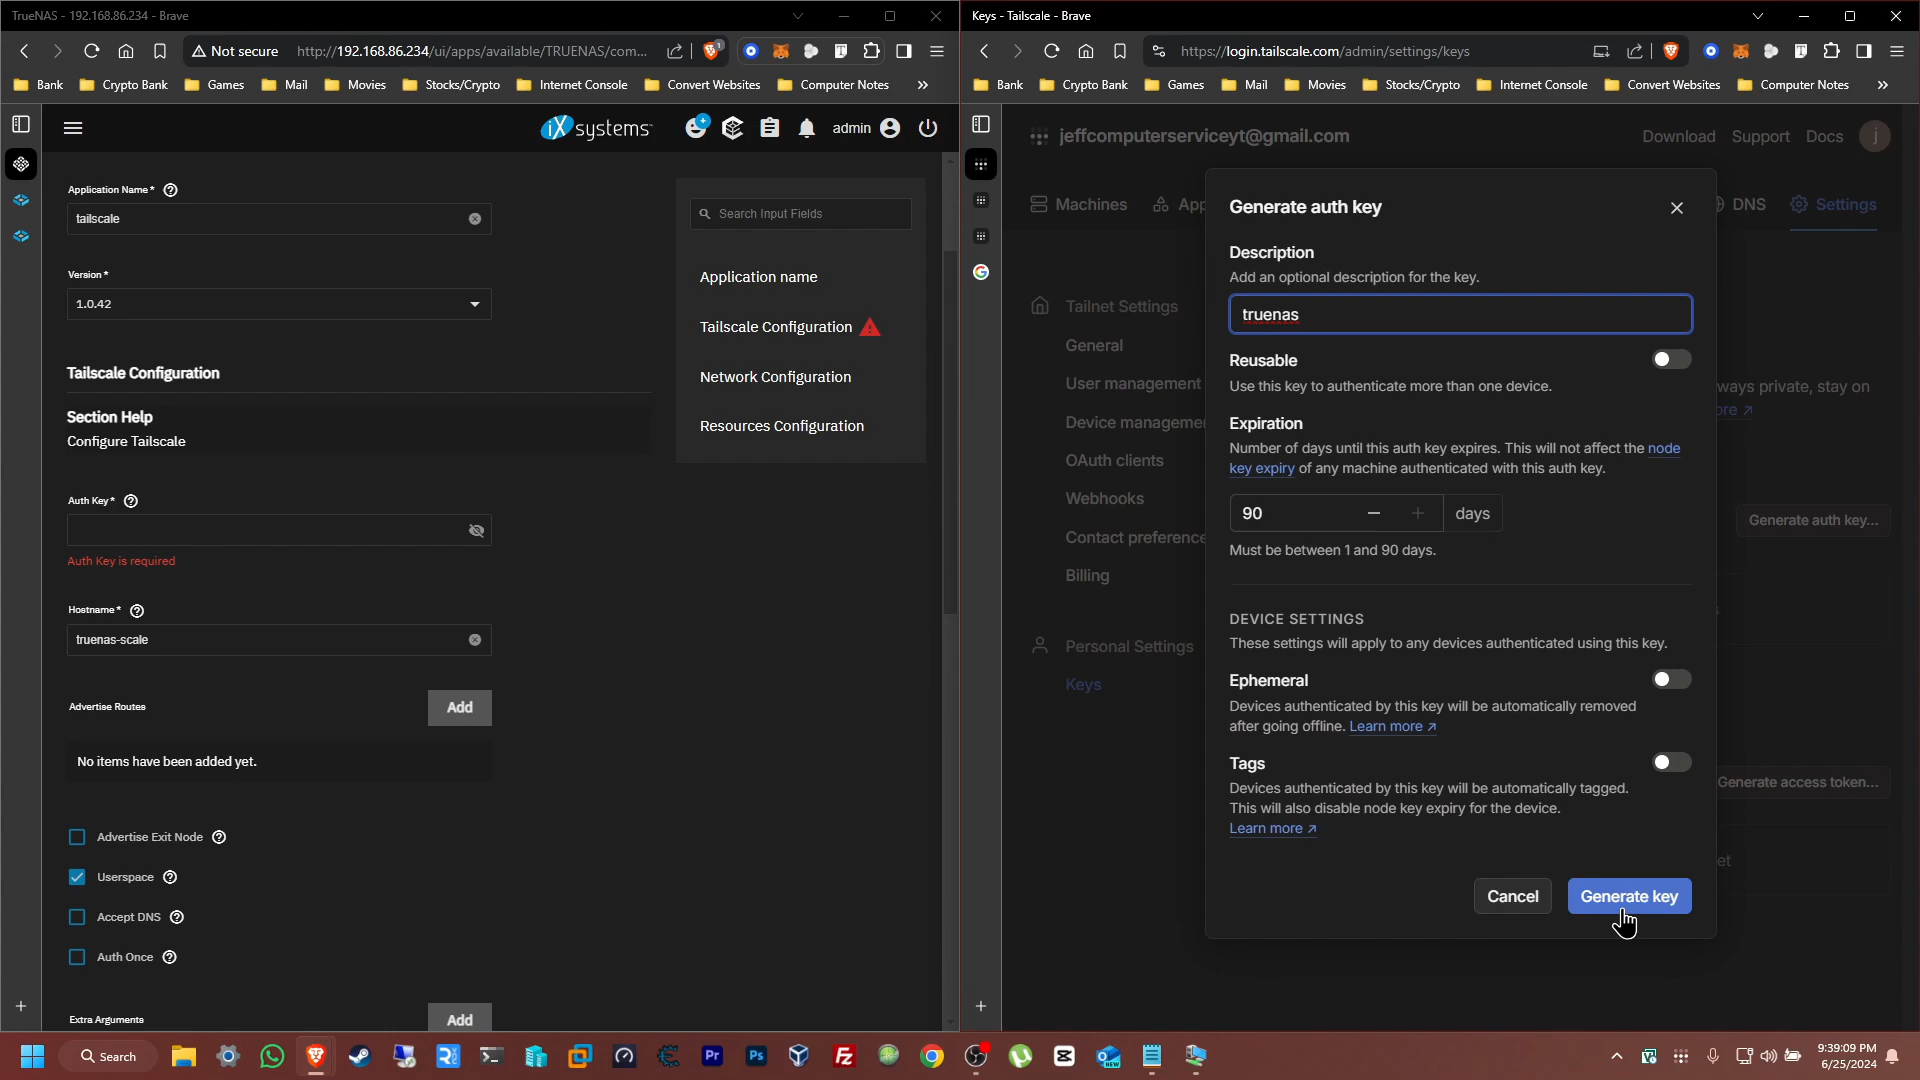 TrueNAS - 192.168.86.234 - Brave
Not secure
http://192.168.86.234/ui/apps/available/TRUENAS/com...
Bank
Crypto Bank
Games
Mail
Movies
Stocks/Crypto
Internet Console
Convert Websites
Computer Notes
»
iXsystems
admin
Application Name *
tailscale
Version *
1.0.42
Tailscale Configuration
Section Help
Configure Tailscale
Auth Key *
Auth Key is required
Hostname *
truenas-scale
Advertise Routes
Add
No items have been added yet.
Advertise Exit Node
Userspace
Accept DNS
Auth Once
Extra Arguments
Add
Search Input Fields
Application name
Tailscale Configuration
Network Configuration
Resources Configuration
Keys - Tailscale - Brave
https://login.tailscale.com/admin/settings/keys
Bank
Crypto Bank
Games
Mail
Movies
Stocks/Crypto
Internet Console
Convert Websites
Computer Notes
»
jeffcomputerserviceyt@gmail.com
Download
Support
Docs
j
Machines
App
DNS
Settings
Tailnet Settings
General
User management
Device managemen
OAuth clients
Webhooks
Contact preference
Billing
Personal Settings
Keys
ways private, stay on
ore ↗
Generate auth key...
Generate access token...
et
Generate auth key
Description
Add an optional description for the key.
truenas
Reusable
Use this key to authenticate more than one device.
Expiration
Number of days until this auth key expires. This will not affect the node
key expiry of any machine authenticated with this auth key.
90
days
Must be between 1 and 90 days.
DEVICE SETTINGS
These settings will apply to any devices authenticated using this key.
Ephemeral
Devices authenticated by this key will be automatically removed
after going offline. Learn more ↗
Tags
Devices authenticated by this key will be automatically tagged.
This will also disable node key expiry for the device.
Learn more ↗
Cancel
Generate key
Search
Pr
Ps
Fz
NEW
9:39:09 PM
6/25/2024